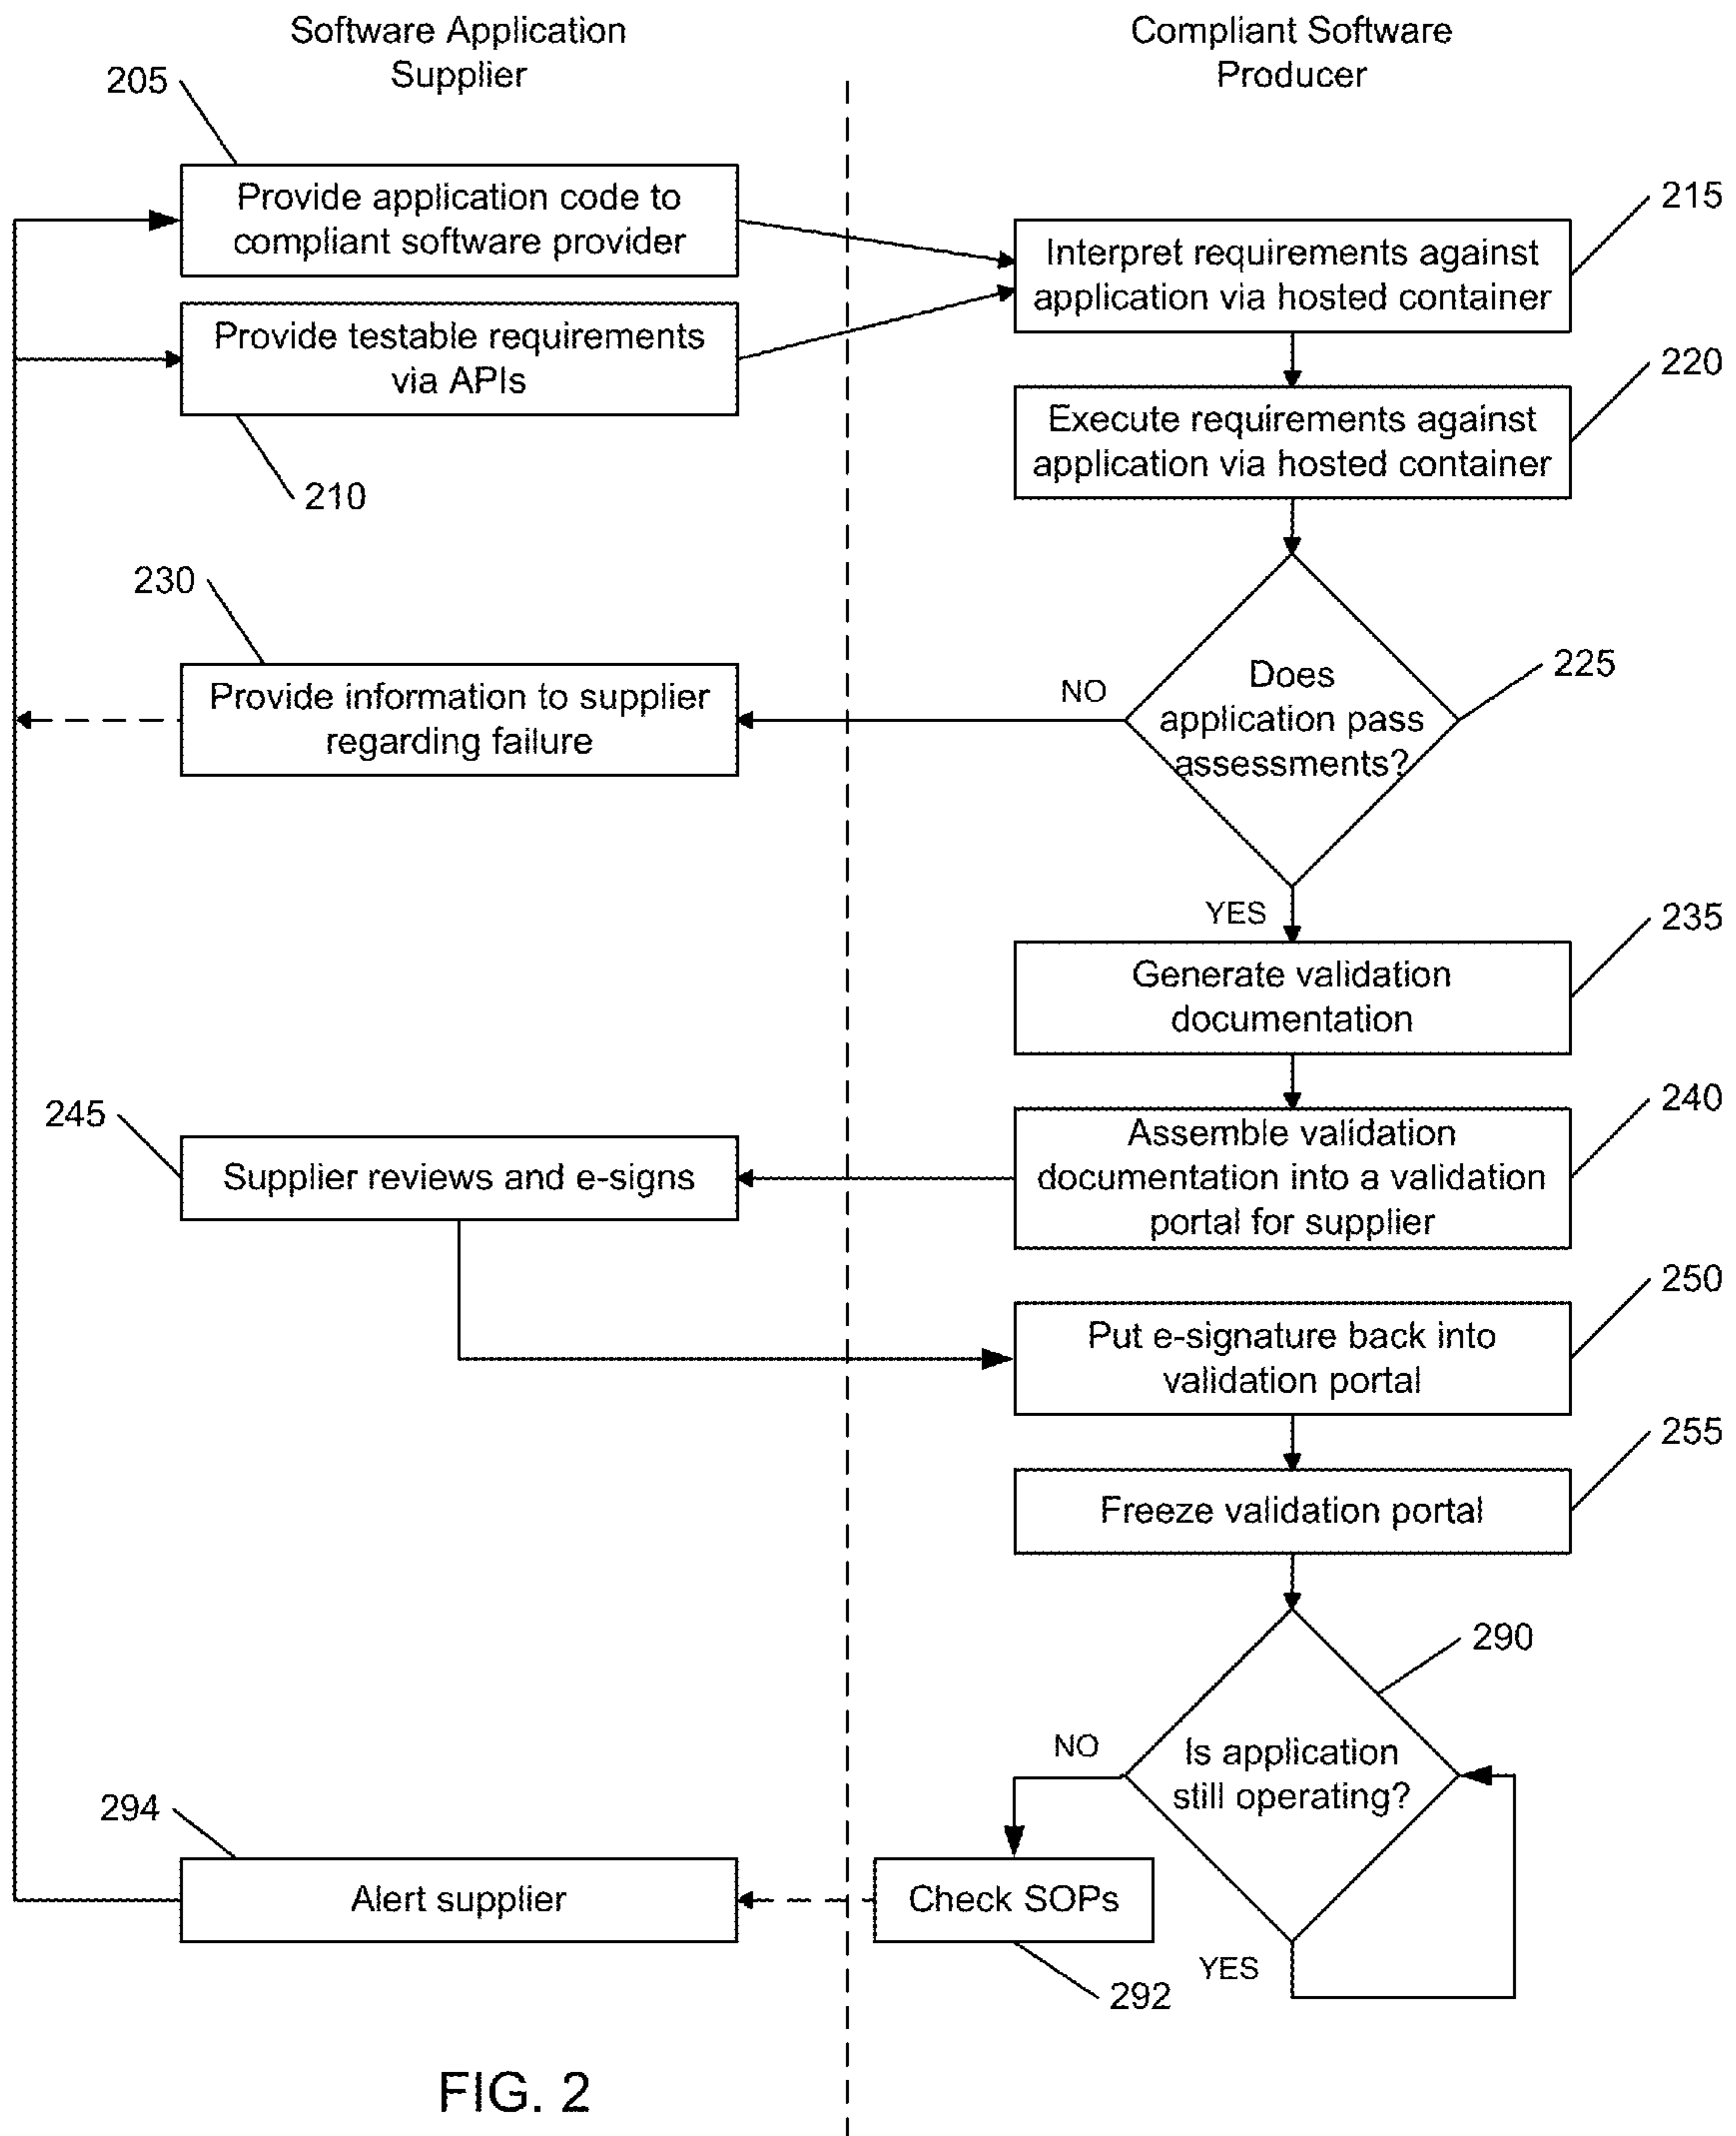 Software Application
Supplier
Compliant Software
Producer
205
Provide application code to
compliant software provider
215
Interpret requirements against
application via hosted container
Provide testable requirements
via APIs
210
220
Execute requirements against
application via hosted container
230
Provide information to supplier
regarding failure
NO
Does
application pass
assessments?
225
YES
235
Generate validation
documentation
240
Assemble validation
documentation into a validation
portal for supplier
245
Supplier reviews and e-signs
250
Put e-signature back into
validation portal
255
Freeze validation portal
290
NO
Is application
still operating?
294
Alert supplier
Check SOPs
YES
292
FIG. 2